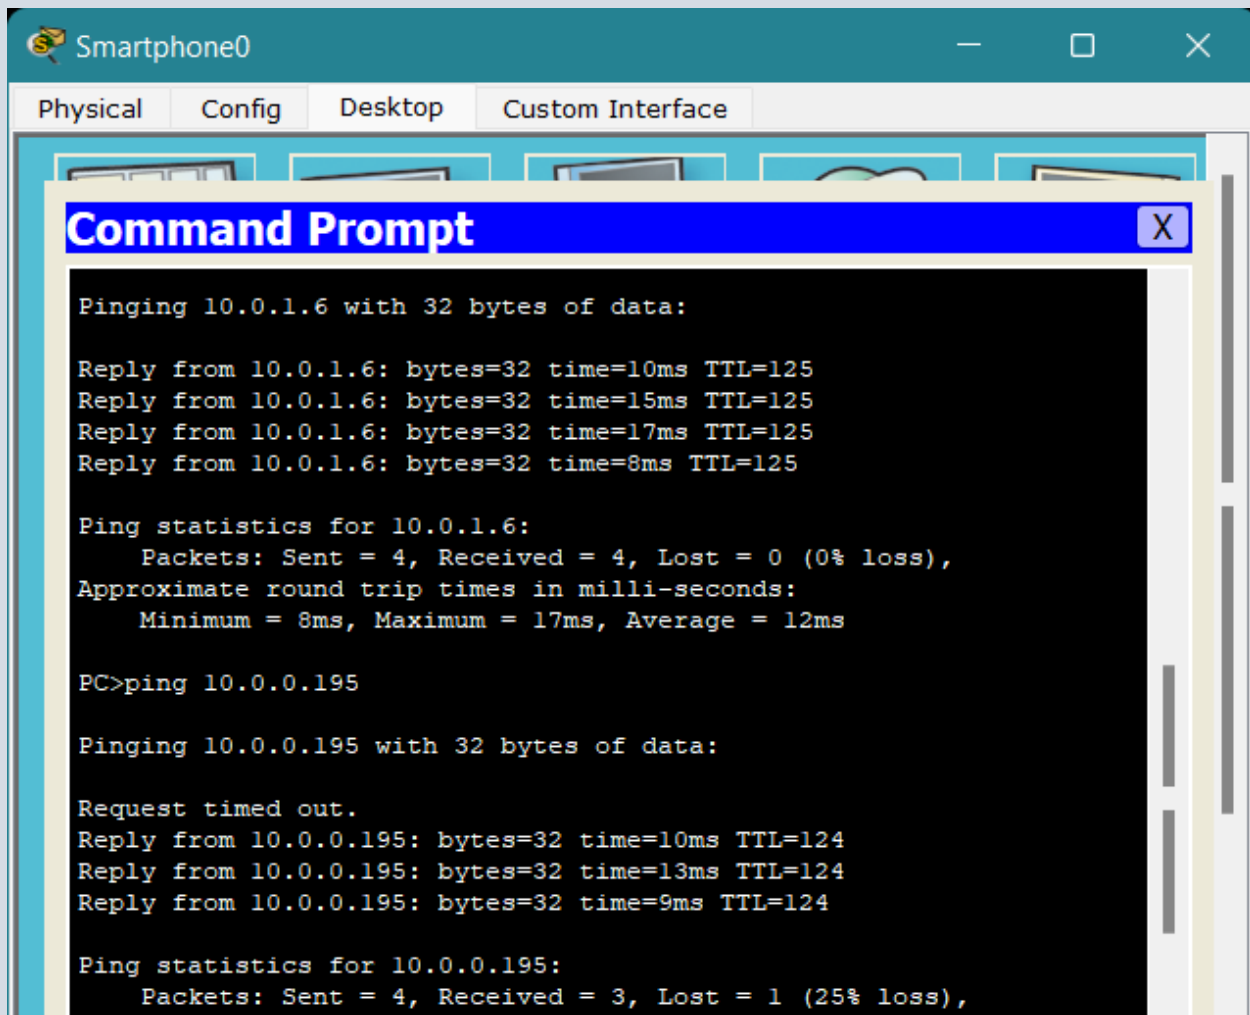 Smartphone0
Physical Config Desktop Custom Interface
Command Prompt X
Pinging 10.0.1.6 with 32 bytes of data:
Reply from 10.0.1.6: bytes=32 time=10ms TTL=125
Reply from 10.0.1.6: bytes=32 time=15ms TTL=125
Reply from 10.0.1.6: bytes=32 time=17ms TTL=125
Reply from 10.0.1.6: bytes=32 time=8ms TTL=125
Ping statistics for 10.0.1.6:
Packets: Sent = 4, Received = 4, Lost = 0 (0% loss),
Approximate round trip times in milli-seconds:
Minimum = 8ms, Maximum = 17ms, Average = 12ms
PC>ping 10.0.0.195
Pinging 10.0.0.195 with 32 bytes of data:
Request timed out.
Reply from 10.0.0.195: bytes=32 time=10ms TTL=124
Reply from 10.0.0.195: bytes=32 time=13ms TTL=124
Reply from 10.0.0.195: bytes=32 time=9ms TTL=124
Ping statistics for 10.0.0.195:
Packets: Sent = 4, Received = 3, Lost = 1 (25% loss),